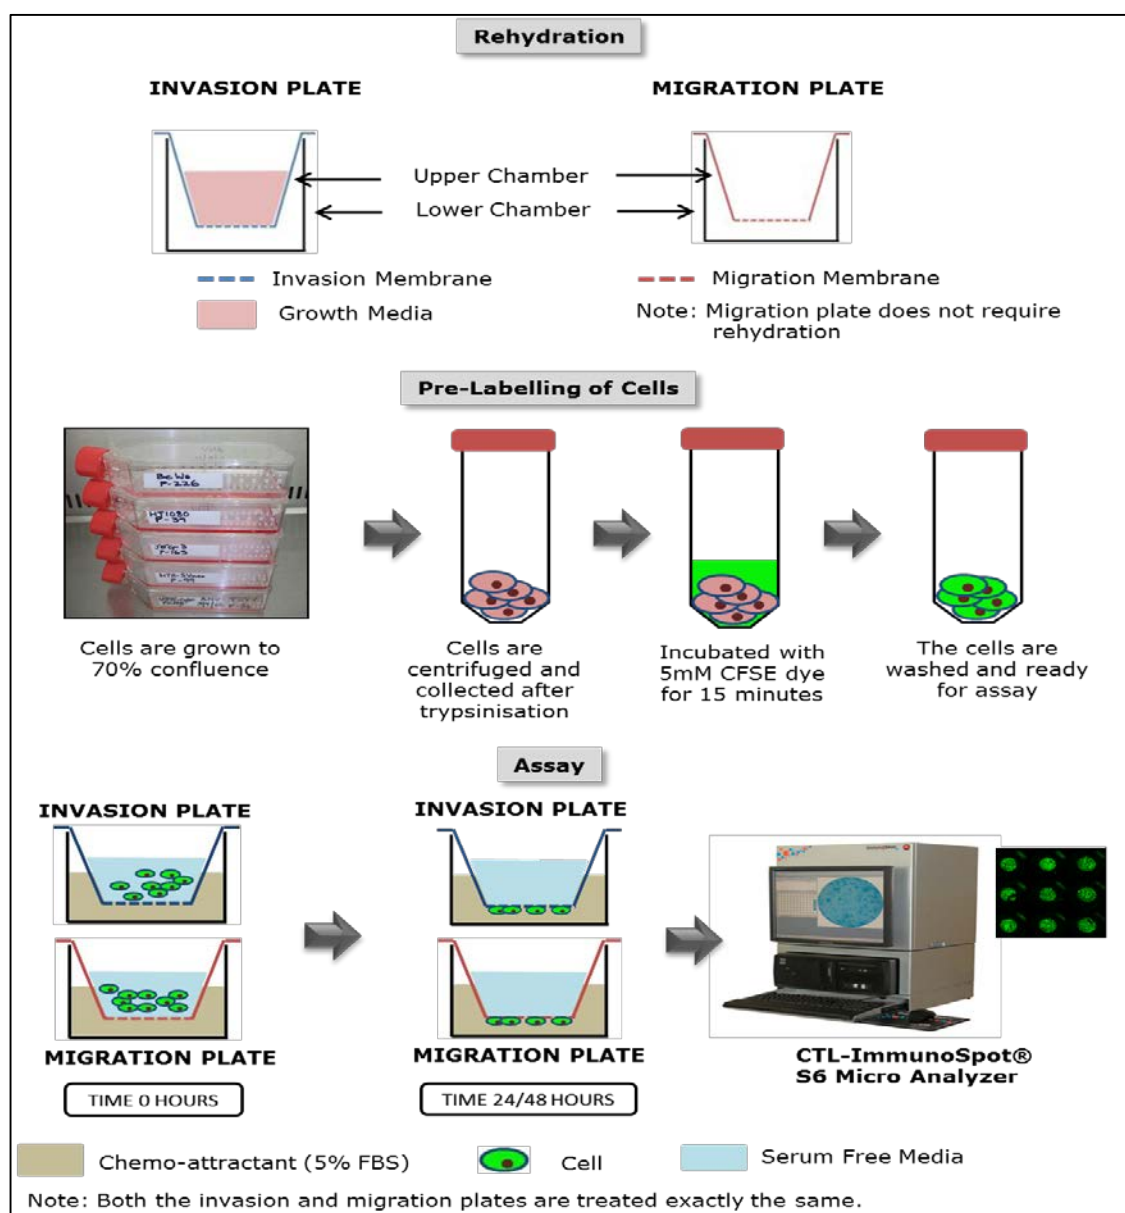 Rehydration
INVASION PLATE
MIGRATION PLATE
Upper Chamber
Lower Chamber
Invasion Membrane
Growth Media
Migration Membrane
Note: Migration plate does not require
rehydration
Pre-Labelling of Cells
BeWo
P-226
HT1080
P-39
Cells are grown to
70% confluence
Cells are
centrifuged and
collected after
trypsinisation
Incubated with
5mM CFSE dye
for 15 minutes
The cells are
washed and ready
for assay
Assay
INVASION PLATE
INVASION PLATE
MIGRATION PLATE
MIGRATION PLATE
TIME 0 HOURS
TIME 24/48 HOURS
CTL-ImmunoSpot®
S6 Micro Analyzer
Chemo-attractant (5% FBS)
Cell
Serum Free Media
Note: Both the invasion and migration plates are treated exactly the same.